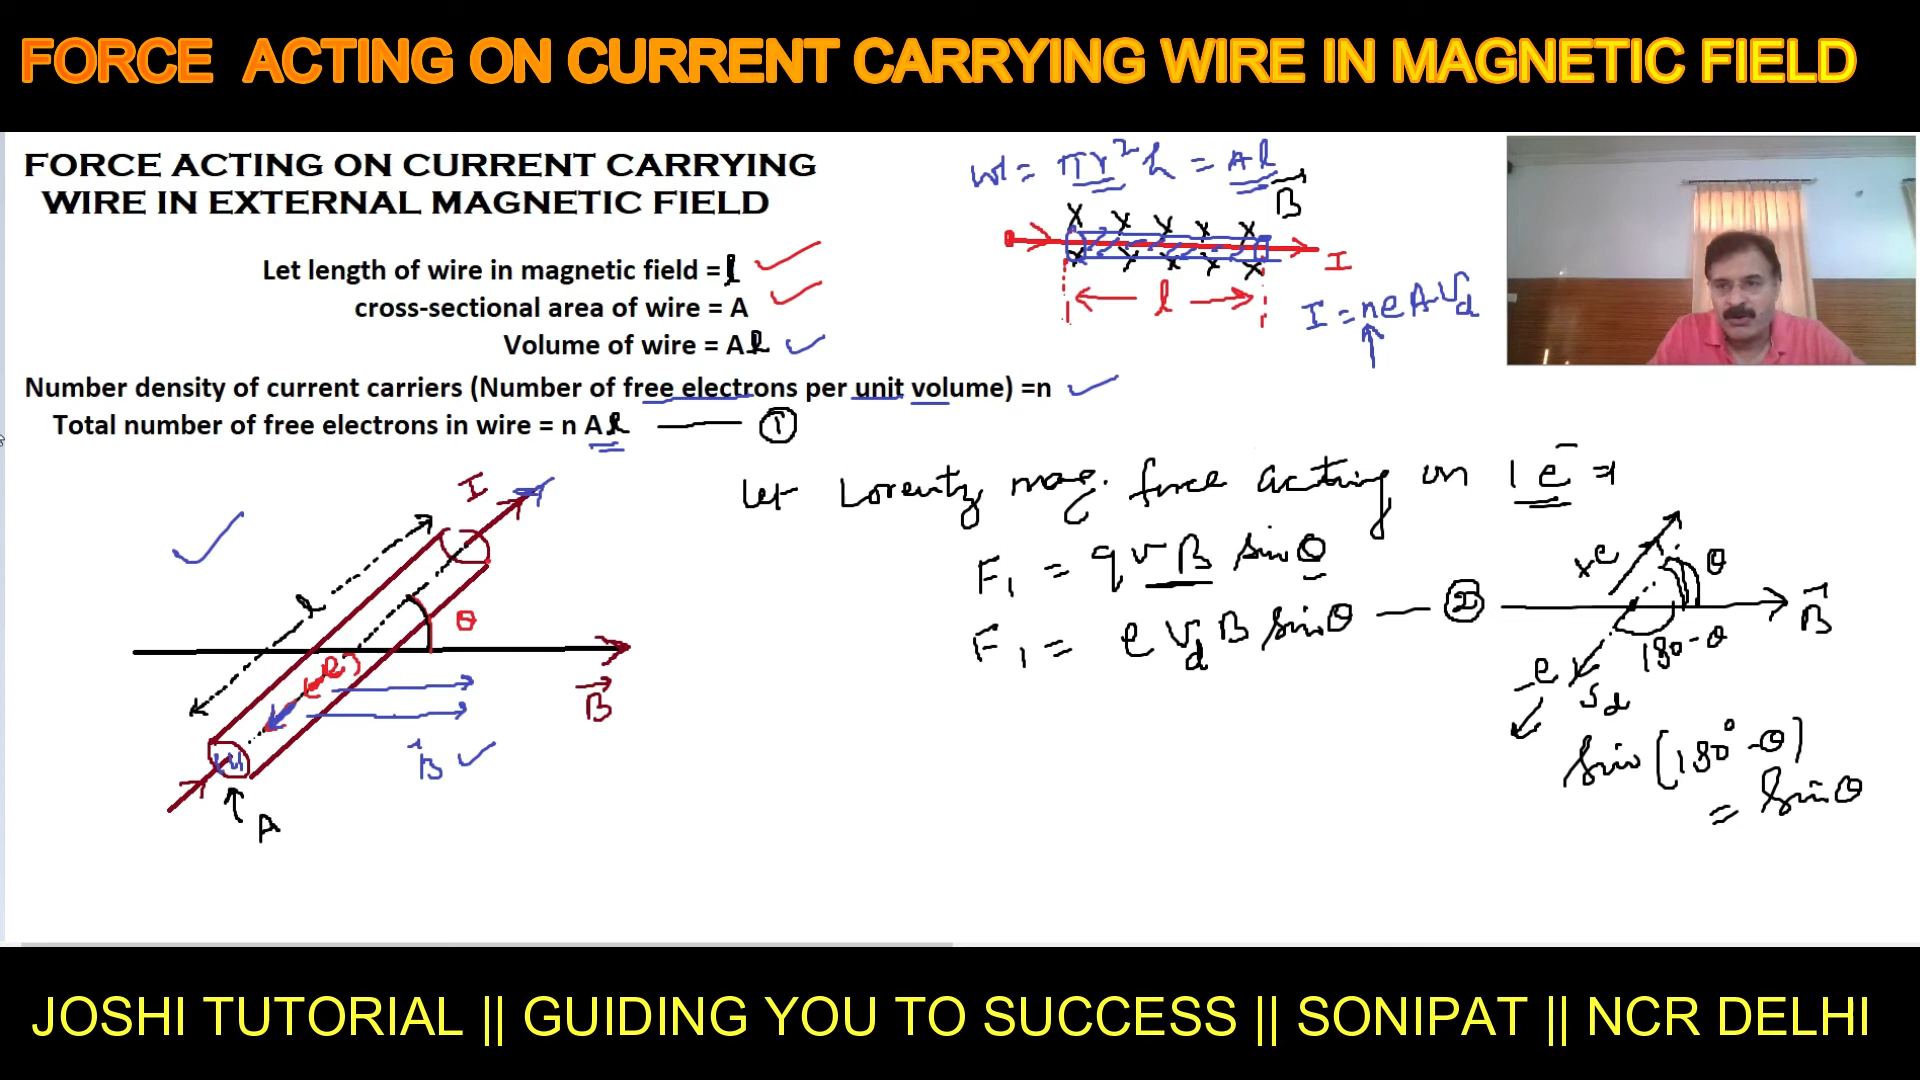 FORCE ACTING ON CURRENT CARRYING WIRE IN MAGNETIC FIELD
FORCE ACTING ON CURRENT CARRYING
WIRE IN EXTERNAL MAGNETIC FIELD
Let length of wire in magnetic field = l
cross-sectional area of wire = A
Volume of wire = Al
Number density of current carriers (Number of free electrons per unit volume) =n
Total number of free electrons in wire = n Al —— ①
= πr²h = Al
B⃗
x x x x x
x x x x x
I
l
I = neAVd
Let Lorentz mag. force acting on 1 e⁻ ⇒
F₁ = qvB sinθ
F₁ = e Vd B sinθ — ②
+e
θ
B⃗
180-θ
-e
Vd
sin(180°-θ)
= sinθ
I
l
θ
(-e)
B⃗
B⃗
A
JOSHI TUTORIAL || GUIDING YOU TO SUCCESS || SONIPAT || NCR DELHI